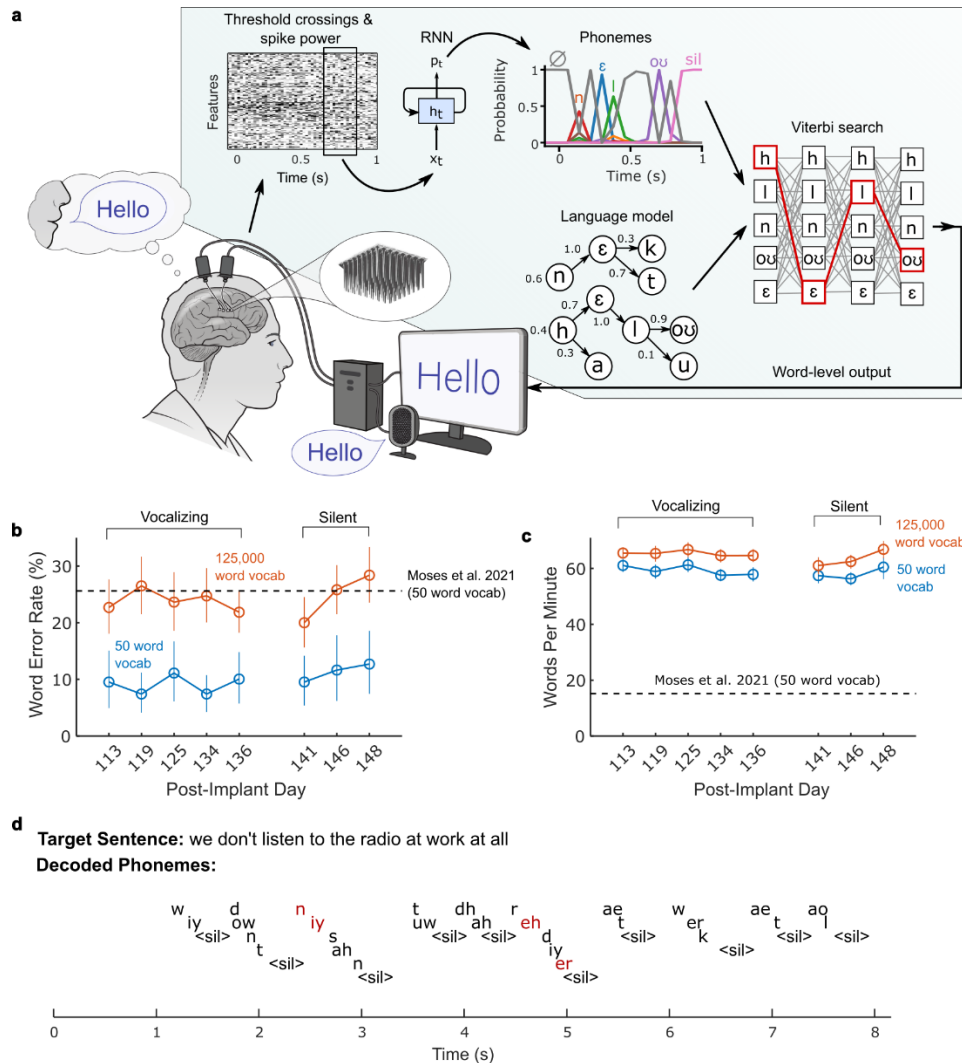 a
Threshold crossings &
spike power
Features
0
0.5
1
Time (s)
RNN
pₜ
hₜ
xₜ
Phonemes
Probbability
1
0.5
0
∅
n
ɛ
l
oʊ
sil
0
0.5
1
Time (s)
Viterbi search
h h h h
l l l l
n n n n
oʊ oʊ oʊ oʊ
ɛ ɛ ɛ ɛ
Language model
0.6 n 1.0 ɛ 0.3 k
0.7 t
0.4 h 0.7 ɛ 1.0 l 0.9 oʊ
0.3 a
0.1 u
Word-level output
Hello
Hello
Hello
b
Vocalizing
Silent
Word Error Rate (%)
30
20
10
0
125,000
word vocab
50 word
vocab
Moses et al. 2021
(50 word vocab)
113 119 125 134 136 141 146 148
Post-Implant Day
c
Vocalizing
Silent
Words Per Minute
60
40
20
0
125,000
word vocab
50 word
vocab
Moses et al. 2021 (50 word vocab)
113 119 125 134 136 141 146 148
Post-Implant Day
d
Target Sentence: we don't listen to the radio at work at all
Decoded Phonemes:
w d n t dh r ae w ae ao
iy ow iy uw ah eh t er t l
<sil> n s <sil> <sil> d <sil> k <sil> <sil>
t ah iy <sil>
<sil> n er
<sil> <sil>
0 1 2 3 4 5 6 7 8
Time (s)